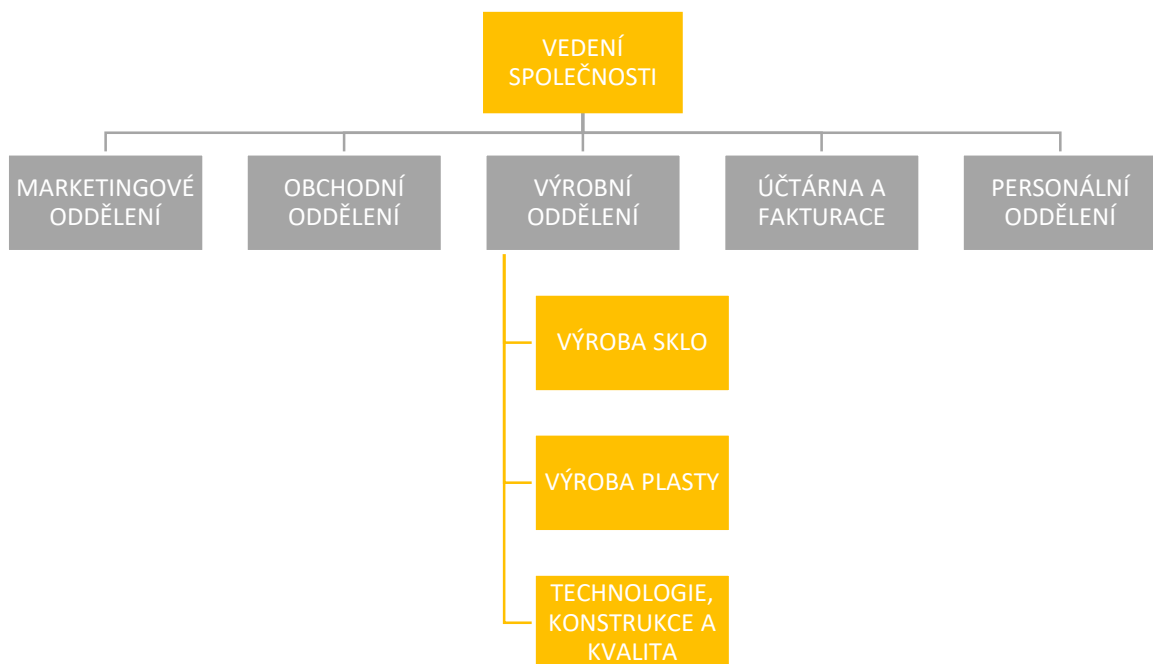 VEDENÍ
SPOLEČNOSTI
MARKETINGOVÉ
ODDĚLENÍ
OBCHODNÍ
ODDĚLENÍ
VÝROBNÍ
ODDĚLENÍ
ÚČTÁRNA A
FAKTURACE
PERSONÁLNÍ
ODDĚLENÍ
VÝROBA SKLO
VÝROBA PLASTY
TECHNOLOGIE,
KONSTRUKCE A
KVALITA